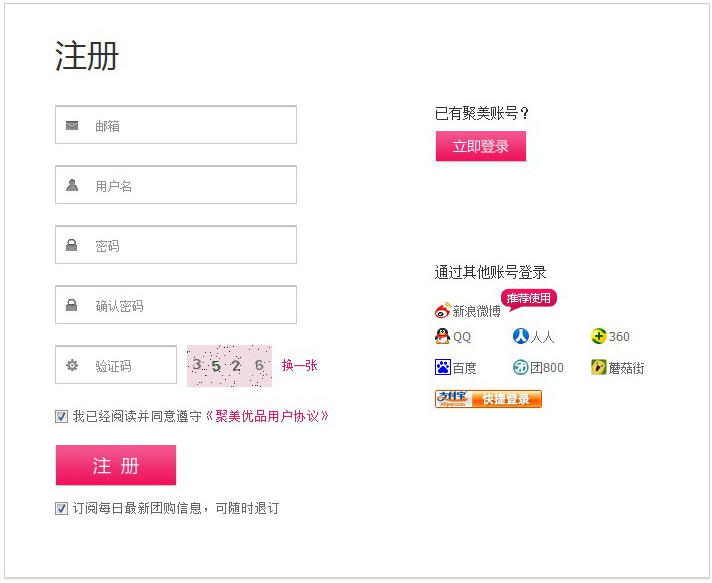 注册
邮箱
用户名
密码
确认密码
验证码
3526
换一张
我已经阅读并同意遵守《聚美优品用户协议》
注 册
订阅每日最新团购信息，可随时退订
已有聚美账号？
立即登录
通过其他账号登录
推荐使用
新浪微博
QQ 人人 360
百度 团800 蘑菇街
支付宝 快捷登录